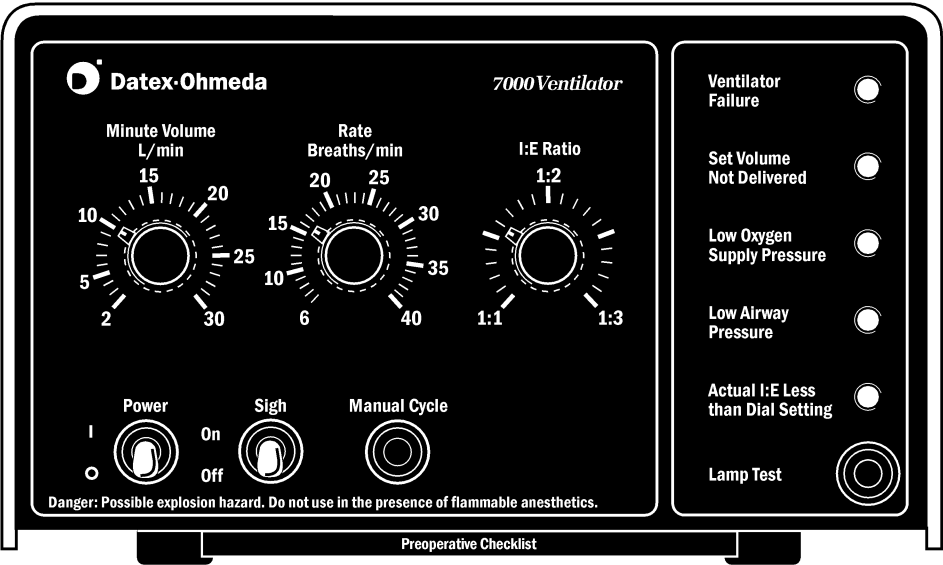 Datex·Ohmeda
7000 Ventilator
Minute Volume
L/min
2
5
10
15
20
25
30
Rate
Breaths/min
6
10
15
20
25
30
35
40
I:E Ratio
1:1
1:2
1:3
Power
I
O
Sigh
On
Off
Manual Cycle
Danger: Possible explosion hazard. Do not use in the presence of flammable anesthetics.
Ventilator
Failure
Set Volume
Not Delivered
Low Oxygen
Supply Pressure
Low Airway
Pressure
Actual I:E Less
than Dial Setting
Lamp Test
Preoperative Checklist